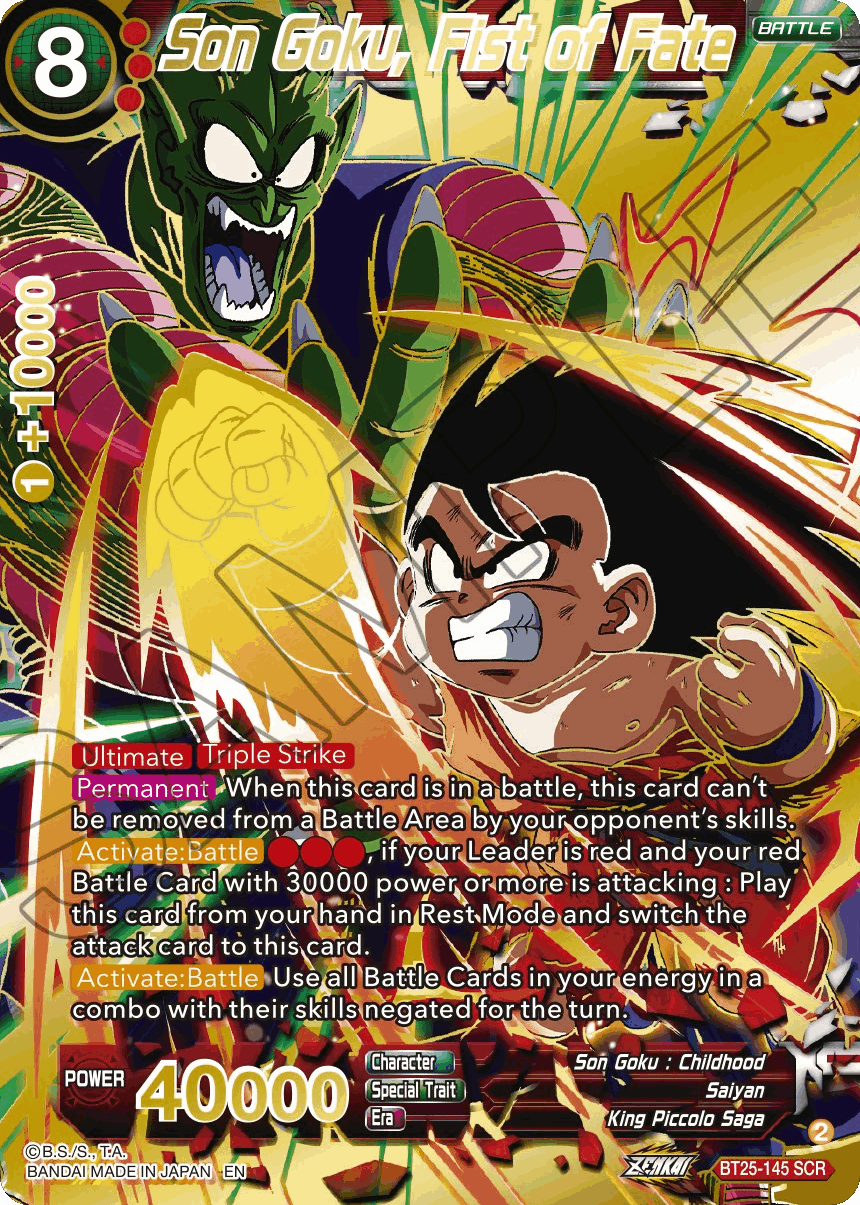 8
Son Goku, Fist of Fate
BATTLE
1 +10000
SAMPLE
Ultimate Triple Strike
Permanent When this card is in a battle, this card can't
be removed from a Battle Area by your opponent's skills.
Activate:Battle , if your Leader is red and your red
Battle Card with 30000 power or more is attacking : Play
this card from your hand in Rest Mode and switch the
attack card to this card.
Activate:Battle Use all Battle Cards in your energy in a
combo with their skills negated for the turn.
POWER 40000
Character Son Goku : Childhood
Special Trait Saiyan
Era King Piccolo Saga
2
©B.S./S., T.A.
BANDAI MADE IN JAPAN EN
ZENKAI
BT25-145 SCR